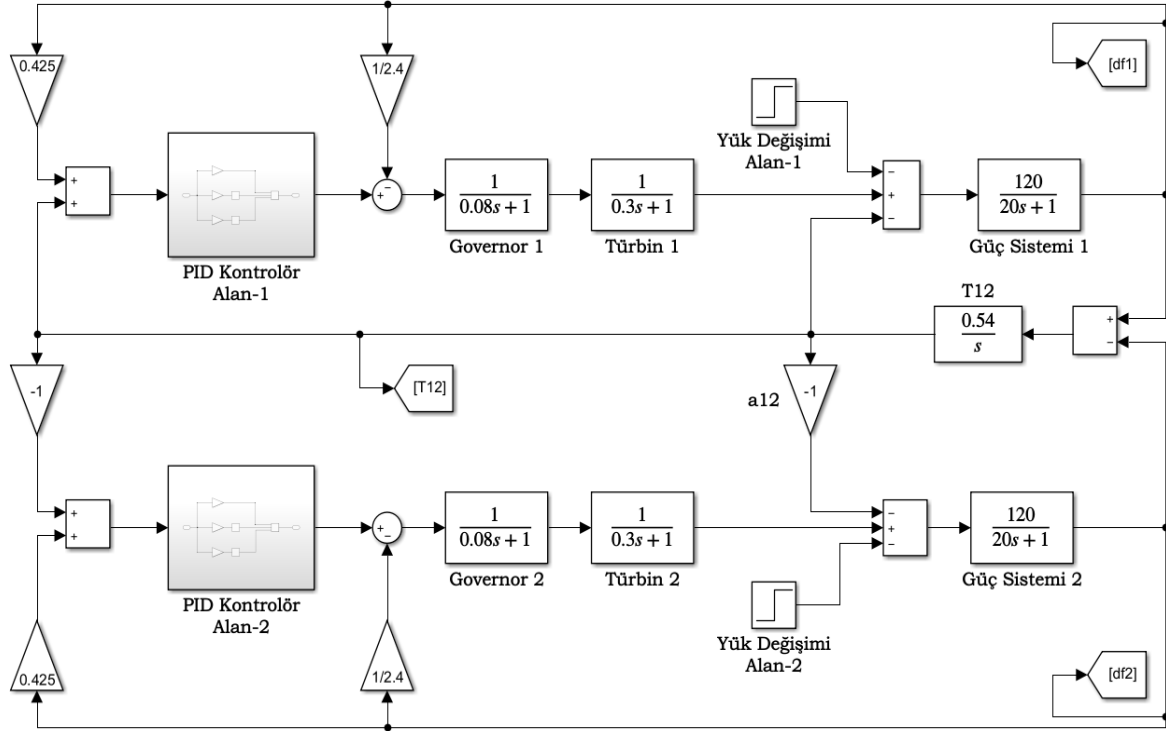 0.425
1/2.4
[df1]
Yük Değişimi
Alan-1
+
+
+
−
1
0.08s + 1
1
0.3s + 1
−
+
−
120
20s + 1
PID Kontrolör
Alan-1
Governor 1
Türbin 1
Güç Sistemi 1
T12
0.54
s
+
−
-1
[T12]
a12
-1
+
+
+
−
1
0.08s + 1
1
0.3s + 1
−
+
−
120
20s + 1
PID Kontrolör
Alan-2
Governor 2
Türbin 2
Güç Sistemi 2
Yük Değişimi
Alan-2
0.425
1/2.4
[df2]